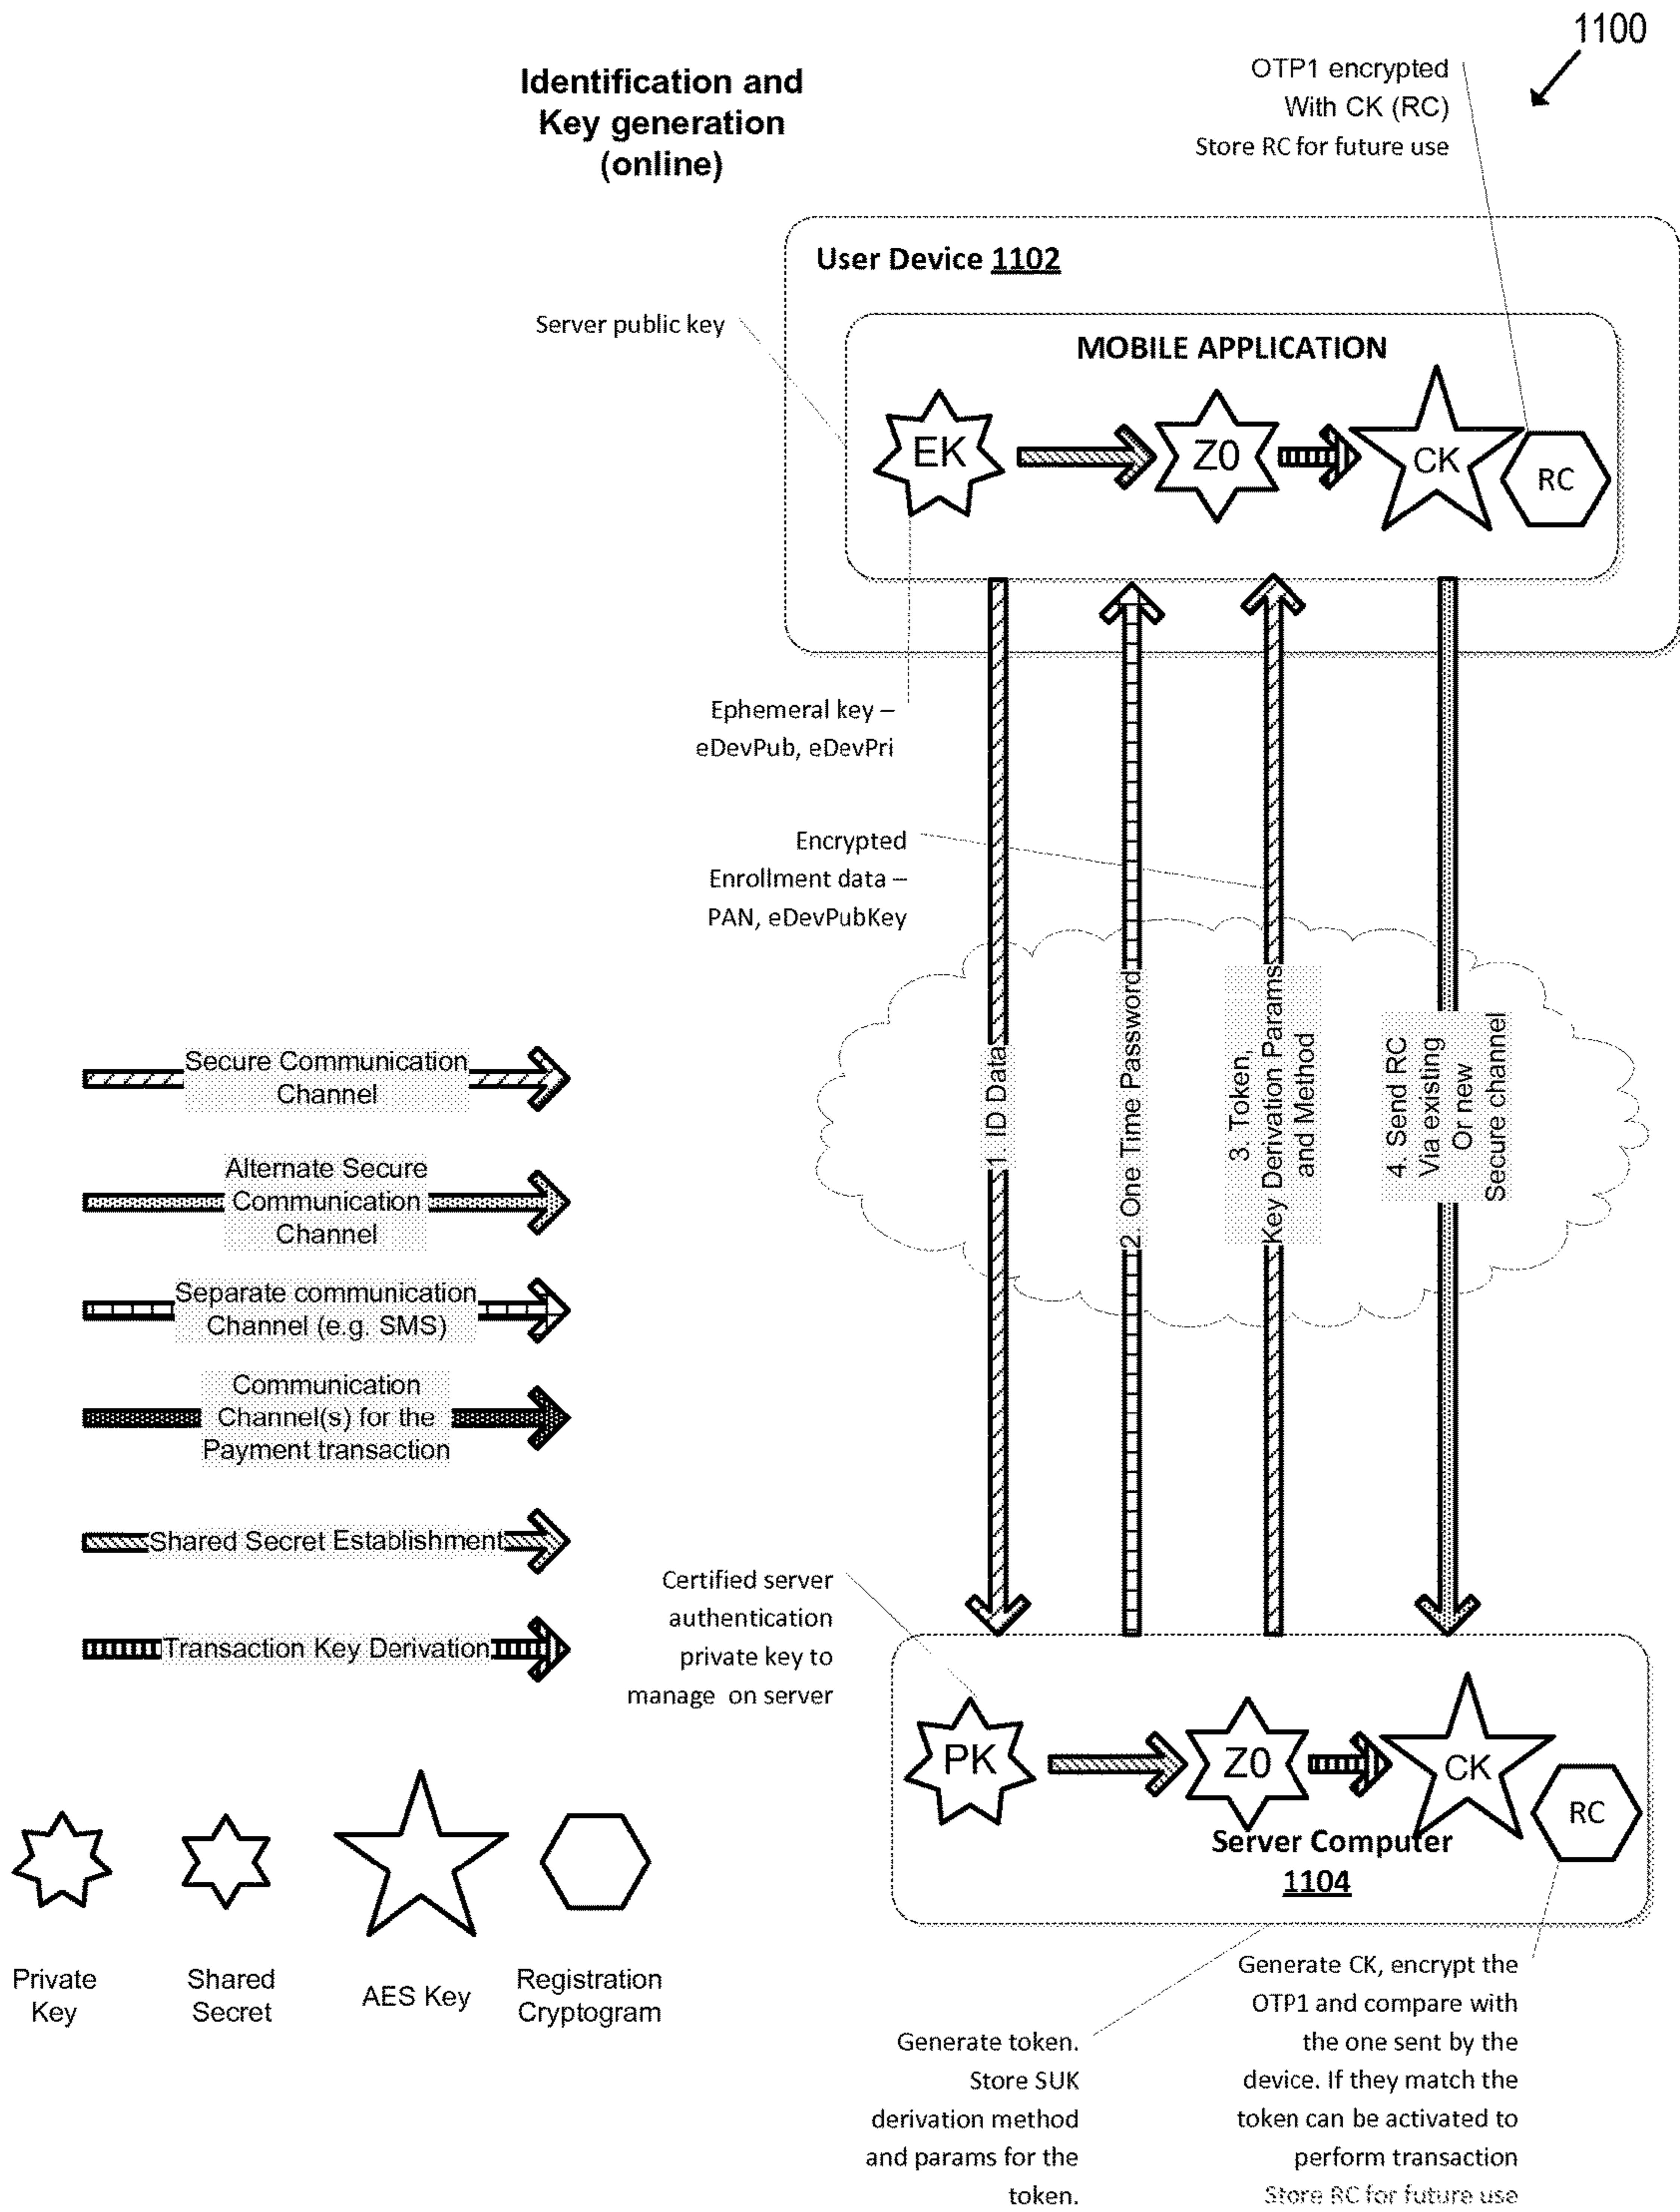 1100
Identification and
Key generation
(online)
OTP1 encrypted
With CK (RC)
Store RC for future use
User Device 1102
Server public key
MOBILE APPLICATION
EK
Z0
CK
RC
Ephemeral key –
eDevPub, eDevPri
Encrypted
Enrollment data –
PAN, eDevPubKey
1. ID Data
2. One Time Password
3. Token,
Key Derivation Params
and Method
4. Send RC
Via existing
Or new
Secure channel
Secure Communication
Channel
Alternate Secure
Communication
Channel
Separate communication
Channel (e.g. SMS)
Communication
Channel(s) for the
Payment transaction
Shared Secret Establishment
Transaction Key Derivation
Certified server
authentication
private key to
manage on server
PK
Z0
CK
RC
Server Computer
1104
Private
Key
Shared
Secret
AES Key
Registration
Cryptogram
Generate token.
Store SUK
derivation method
and params for the
token.
Generate CK, encrypt the
OTP1 and compare with
the one sent by the
device. If they match the
token can be activated to
perform transaction
Store RC for future use